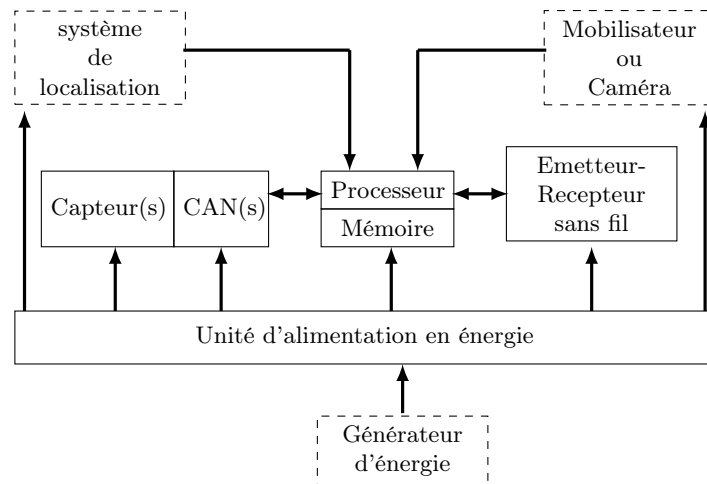 système
de
localisation
Mobilisateur
ou
Caméra
Capteur(s)
CAN(s)
Processeur
Mémoire
Emetteur-
Recepteur
sans fil
Unité d'alimentation en énergie
Générateur
d'énergie